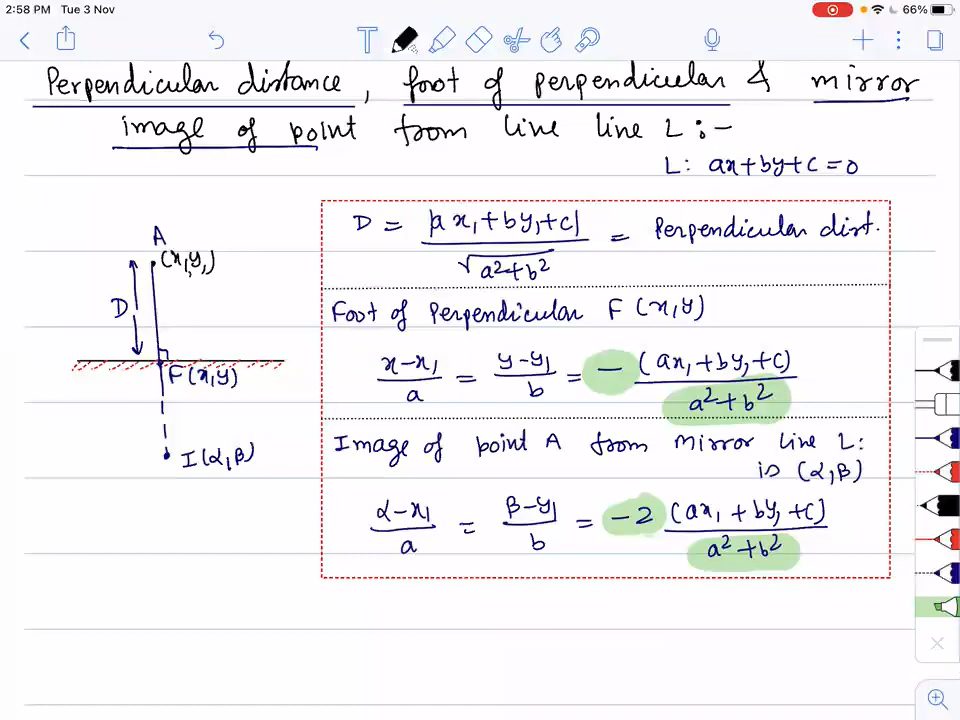 2:58 PM Tue 3 Nov 66%
T
Perpendicular distance, foot of perpendicular & mirror
image of point from line line L :-
L: ax+by+c=0
A
(x₁,y₁)
D
F(x,y)
I(α,β)
D = |ax₁+by₁+c| / √(a²+b²) = Perpendicular dist.
Foot of Perpendicular F(x,y)
(x-x₁)/a = (y-y₁)/b = -(ax₁+by₁+c)/(a²+b²)
Image of point A from mirror line L:
is (α,β)
(α-x₁)/a = (β-y₁)/b = -2(ax₁+by₁+c)/(a²+b²)